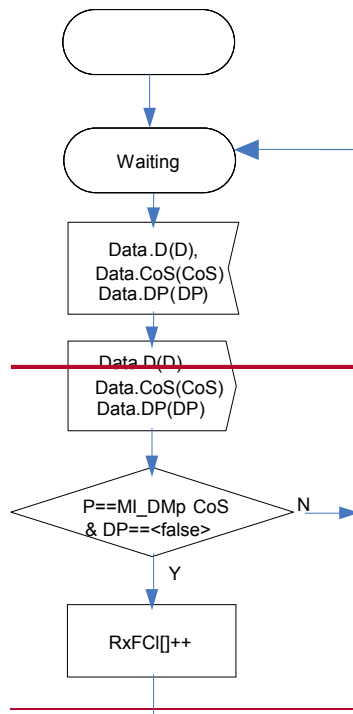 Waiting
Data.D(D),
Data.CoS(CoS)
Data.DP(DP)
Data.D(D)
Data.CoS(CoS)
Data.DP(DP)
P==MI_DMp CoS
& DP==<false>
N
Y
RxFCl[]++